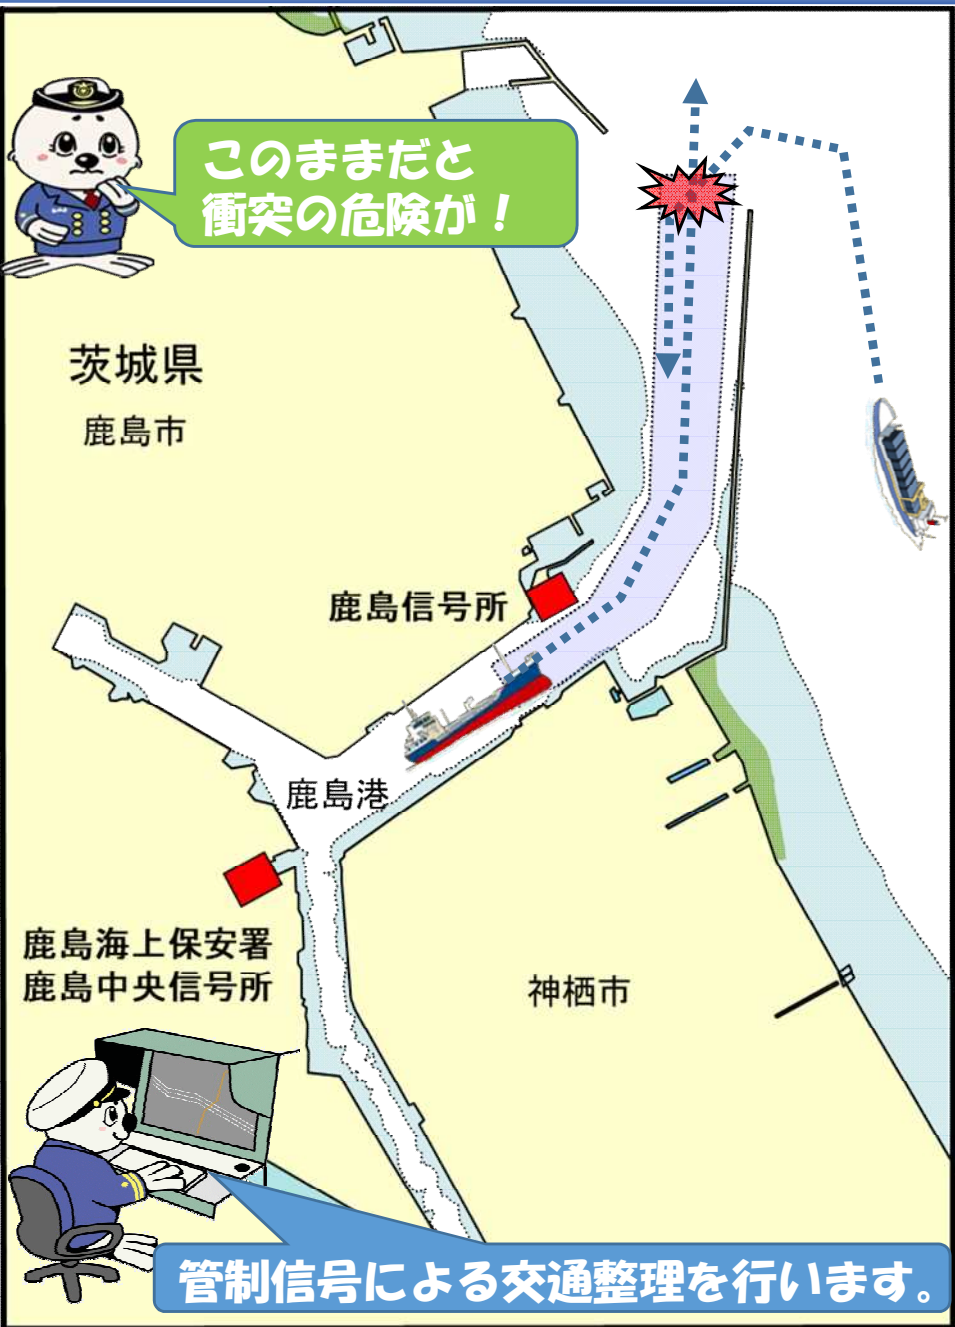 このままだと
衝突の危険が！
茨城県
鹿島市
鹿島信号所
鹿島港
鹿島海上保安署
鹿島中央信号所
神栖市
管制信号による交通整理を行います。